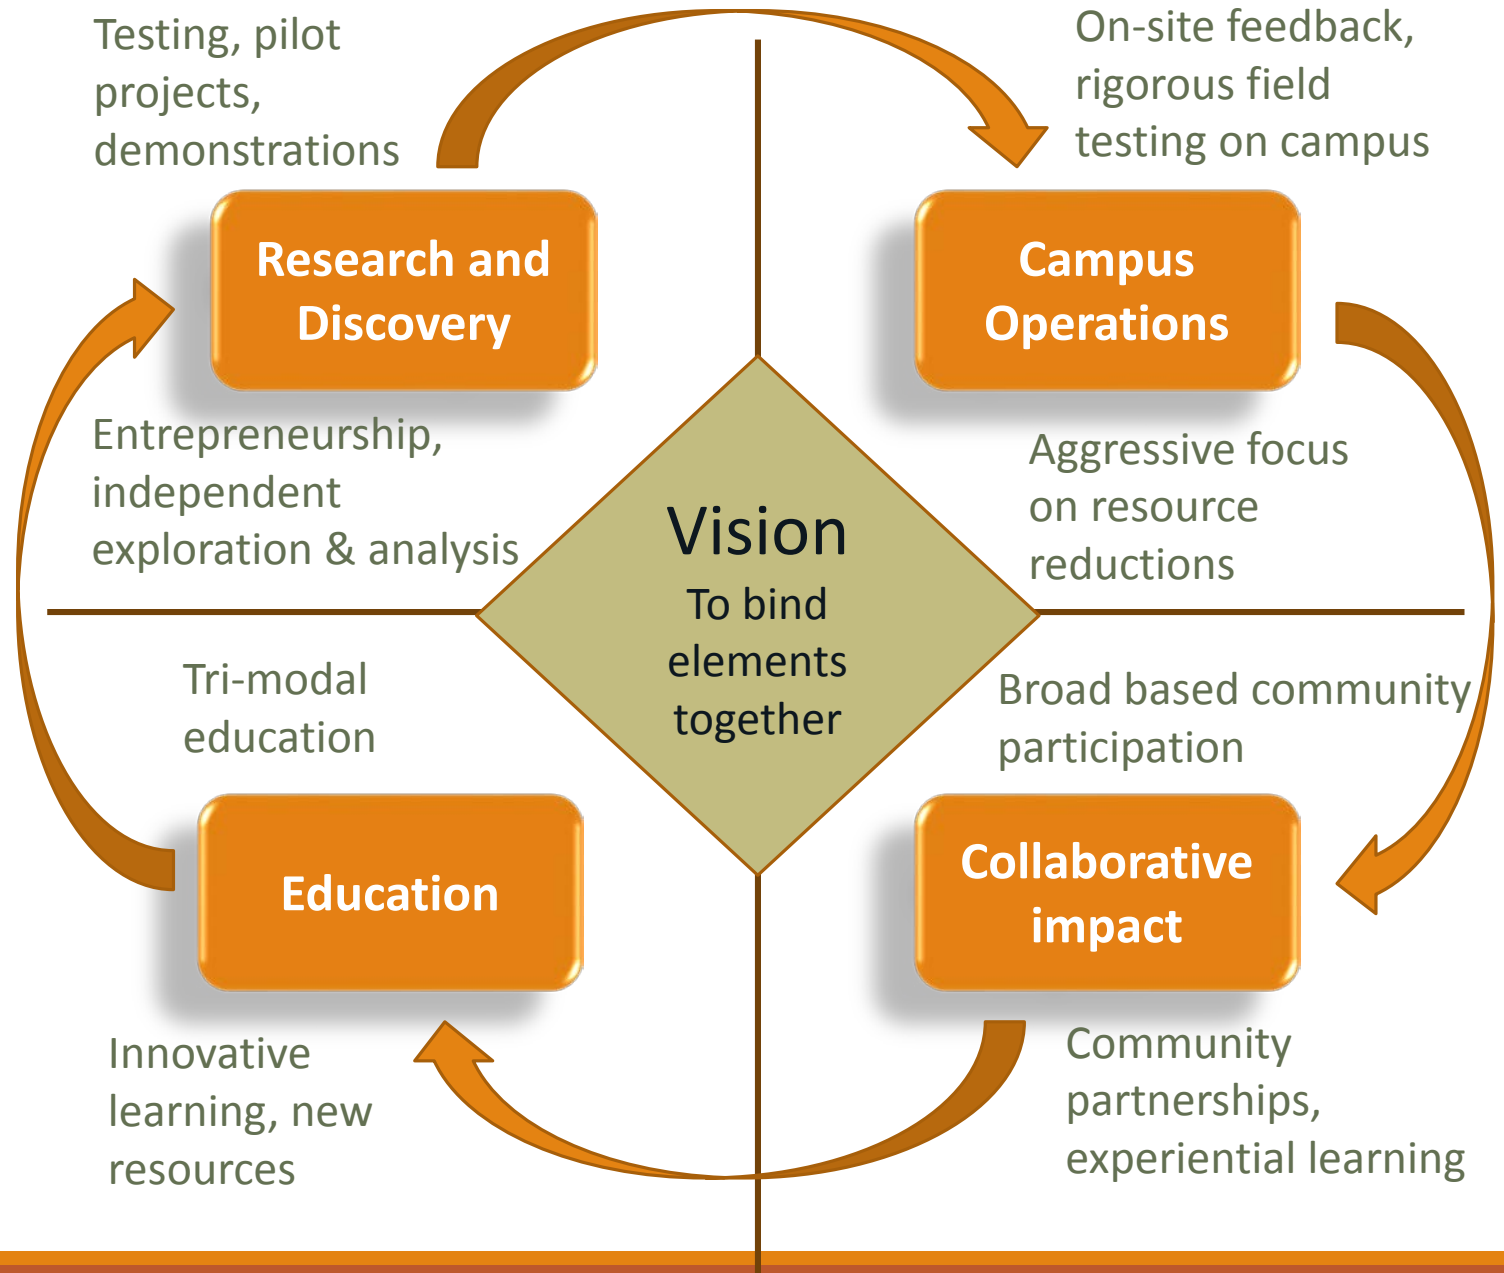 Testing, pilot
projects,
demonstrations
Research and
Discovery
Entrepreneurship,
independent
exploration & analysis
On-site feedback,
rigorous field
testing on campus
Campus
Operations
Aggressive focus
on resource
reductions
Vision
To bind
elements
together
Tri-modal
education
Education
Innovative
learning, new
resources
Broad based community
participation
Collaborative
impact
Community
partnerships,
experiential learning